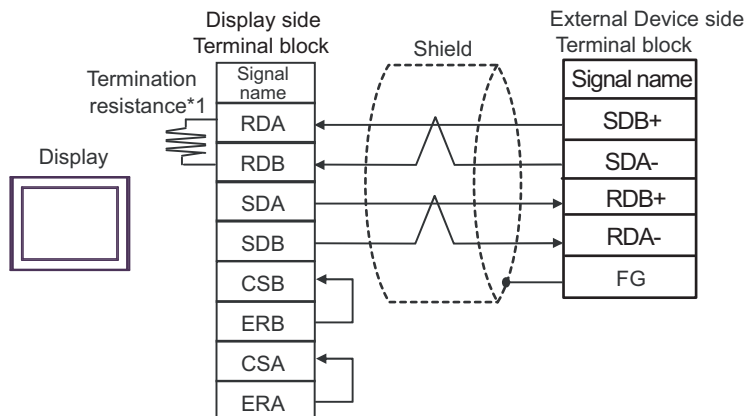 Display side
Terminal block
External Device side
Terminal block
Shield
Termination
resistance*1
Display
Signal
name
RDA
RDB
SDA
SDB
CSB
ERB
CSA
ERA
Signal name
SDB+
SDA-
RDB+
RDA-
FG